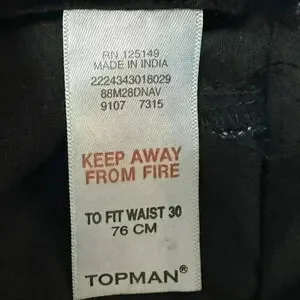 RN 125149
MADE IN INDIA
2224343018029
88M28DNAV
9107 7315
KEEP AWAY
FROM FIRE
TO FIT WAIST 30
76 CM
TOPMAN®